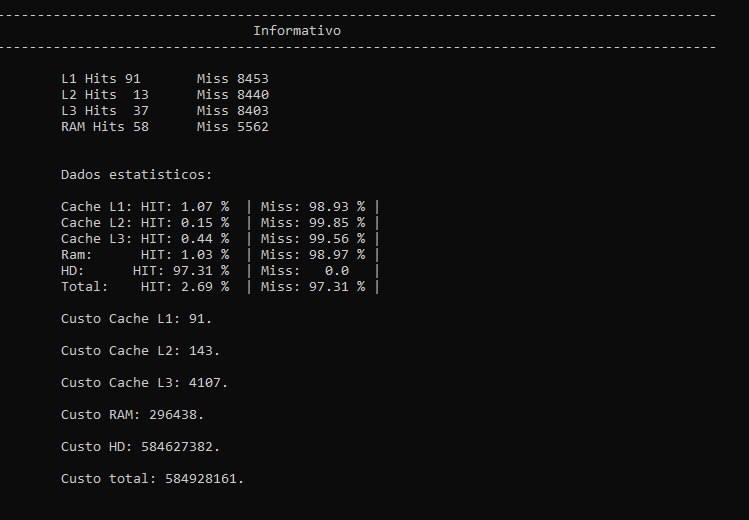 Informativo
L1 Hits 91 Miss 8453
L2 Hits 13 Miss 8440
L3 Hits 37 Miss 8403
RAM Hits 58 Miss 5562
Dados estatisticos:
Cache L1: HIT: 1.07 % | Miss: 98.93 % |
Cache L2: HIT: 0.15 % | Miss: 99.85 % |
Cache L3: HIT: 0.44 % | Miss: 99.56 % |
Ram: HIT: 1.03 % | Miss: 98.97 % |
HD: HIT: 97.31 % | Miss: 0.0 |
Total: HIT: 2.69 % | Miss: 97.31 % |
Custo Cache L1: 91.
Custo Cache L2: 143.
Custo Cache L3: 4107.
Custo RAM: 296438.
Custo HD: 584627382.
Custo total: 584928161.